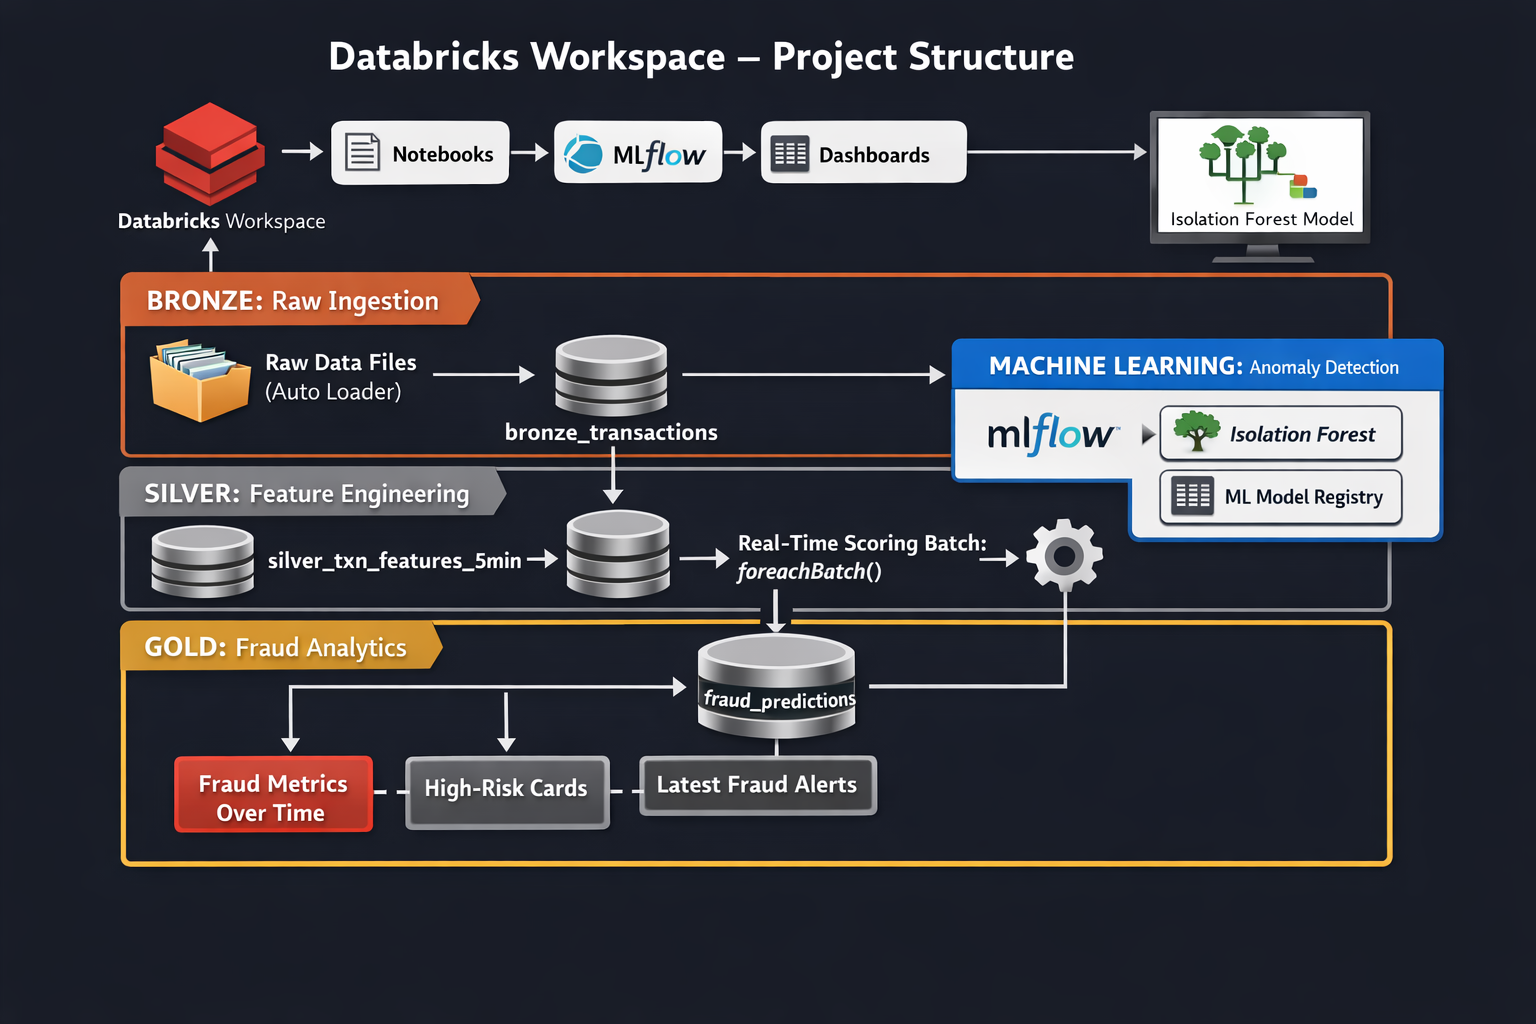 Databricks Workspace – Project Structure
Notebooks
MLflow
Dashboards
Isolation Forest Model
Databricks Workspace
BRONZE: Raw Ingestion
Raw Data Files
(Auto Loader)
bronze_transactions
MACHINE LEARNING: Anomaly Detection
mlflow™
Isolation Forest
ML Model Registry
SILVER: Feature Engineering
silver_txn_features_5min
Real-Time Scoring Batch:
foreachBatch()
GOLD: Fraud Analytics
fraud_predictions
Fraud Metrics
Over Time
High-Risk Cards
Latest Fraud Alerts